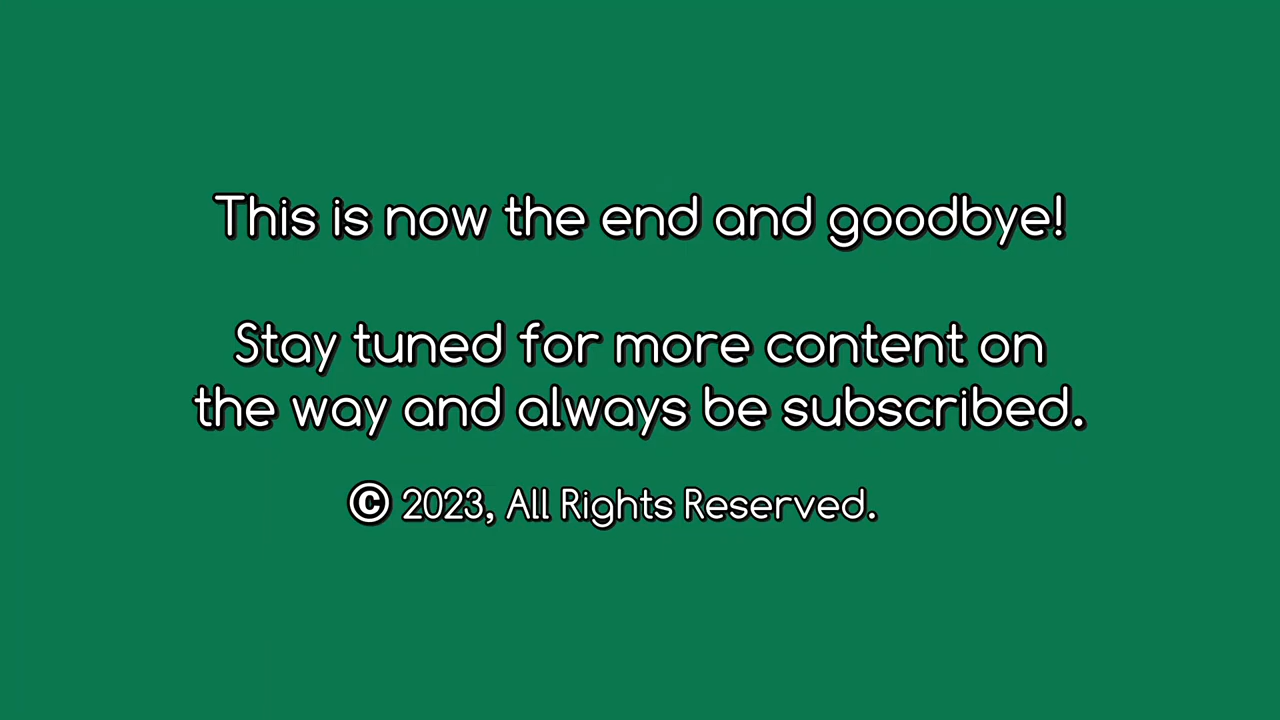 This is now the end and goodbye!
Stay tuned for more content on
the way and always be subscribed.
© 2023, All Rights Reserved.